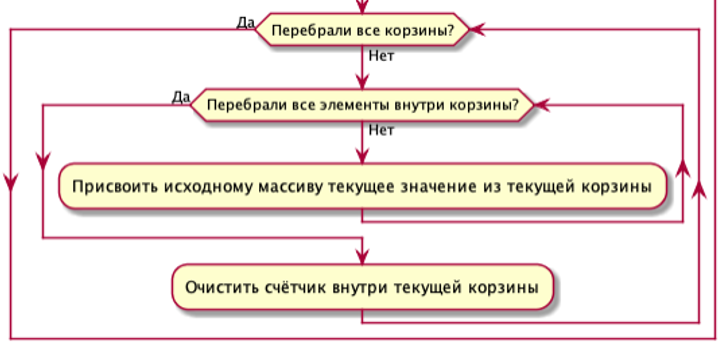 Да
Перебрали все корзины?
Нет
Да
Перебрали все элементы внутри корзины?
Нет
Присвоить исходному массиву текущее значение из текущей корзины
Очистить счётчик внутри текущей корзины